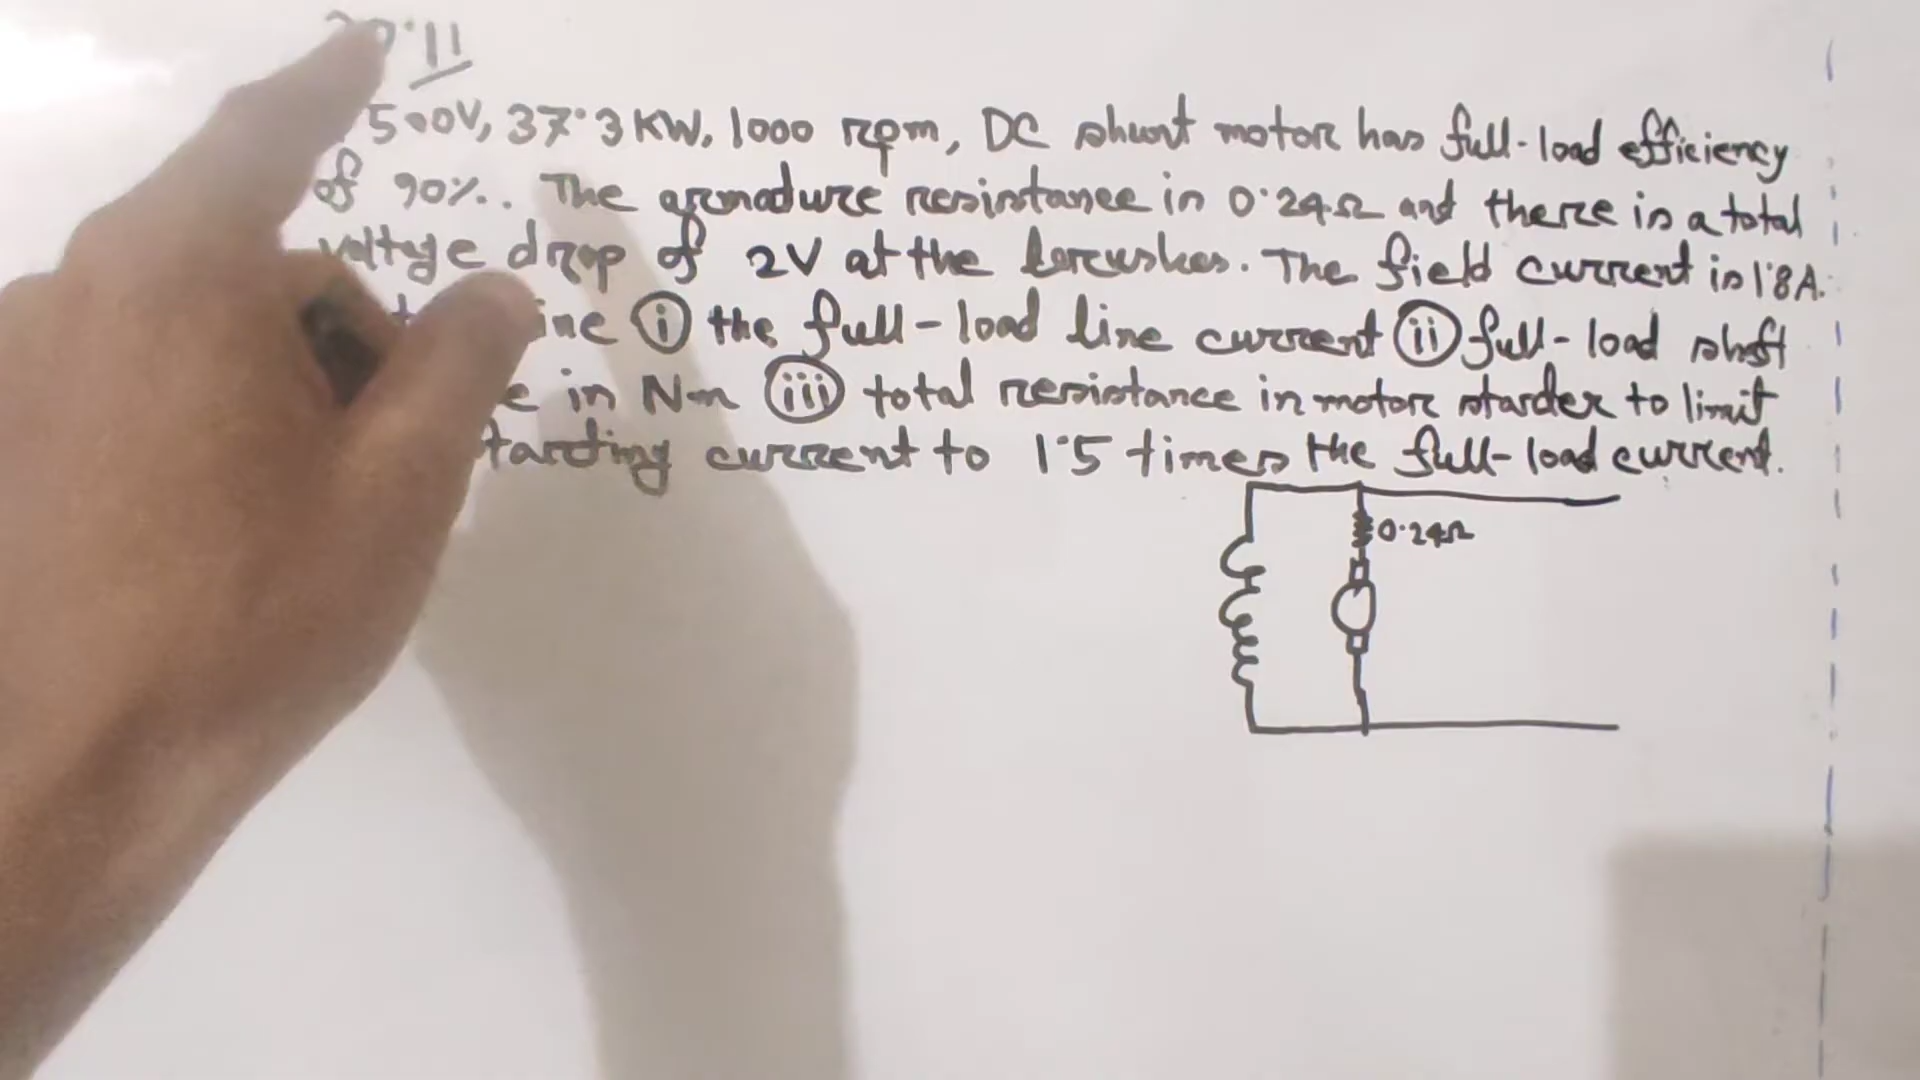 .11
500V, 37.3 KW, 1000 rpm, DC shunt motor has full-load efficiency
of 90%. The armature resistance is 0.24Ω and there is a total
voltage drop of 2V at the brushes. The field current is 1.8A.
ine (i) the full-load line current (ii) full-load shaft
e in N-m (iii) total resistance in motor starter to limit
tarting current to 1.5 times the full-load current.
0.24Ω